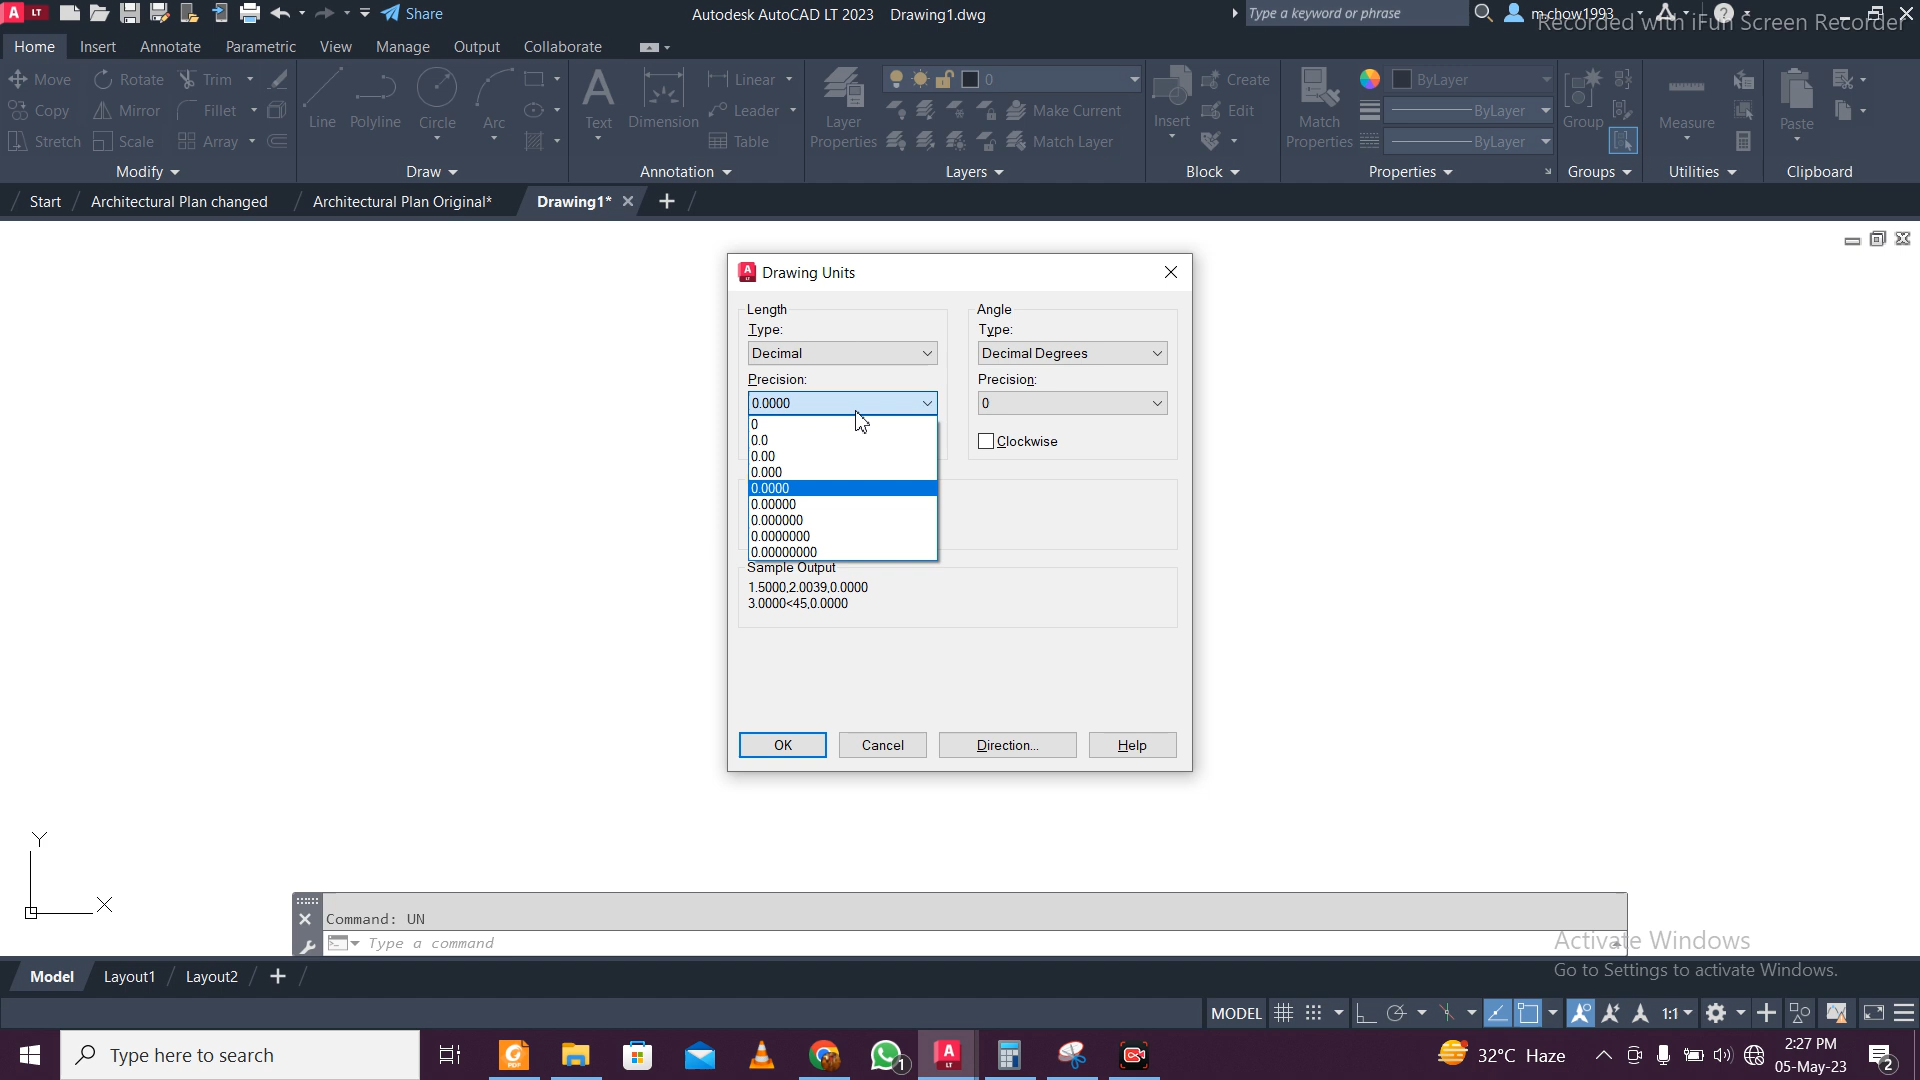 A LT Share Autodesk AutoCAD LT 2023 Drawing1.dwg Type a keyword or phrase m.chow1993
Recorded with iFun Screen Recorder
Home Insert Annotate Parametric View Manage Output Collaborate
Move Rotate Trim Linear 0 Create ByLayer
Copy Mirror Fillet Line Polyline Circle Arc Text Dimension Leader Layer Properties Make Current Insert Edit Match Properties ByLayer Group Measure Paste
Stretch Scale Array Table Match Layer ByLayer
Modify Draw Annotation Layers Block Properties Groups Utilities Clipboard
Start Architectural Plan changed Architectural Plan Original* Drawing1*
A LT Drawing Units
Length Angle
Type: Type:
Decimal Decimal Degrees
Precision: Precision:
0.0000 0
0
0.0 Clockwise
0.00
0.000
0.0000
0.00000
0.000000
0.0000000
0.00000000
Sample Output
1.5000,2.0039,0.0000
3.0000<45,0.0000
OK Cancel Direction... Help
Y
X
Command: UN
Type a command
Activate Windows
Go to Settings to activate Windows.
Model Layout1 Layout2
MODEL 1:1
Type here to search PDF 1 A LT 32°C Haze 2:27 PM
05-May-23 2